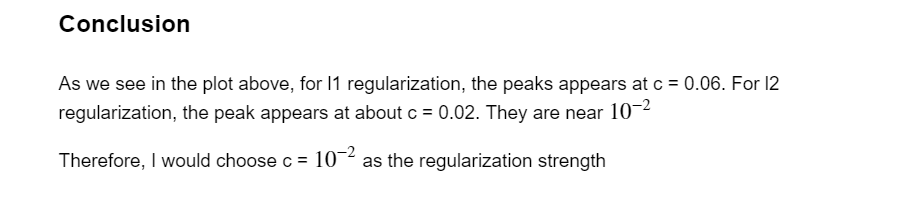 Conclusion
As we see in the plot above, for l1 regularization, the peaks appears at c = 0.06. For l2
regularization, the peak appears at about c = 0.02. They are near 10⁻²
Therefore, I would choose c = 10⁻² as the regularization strength